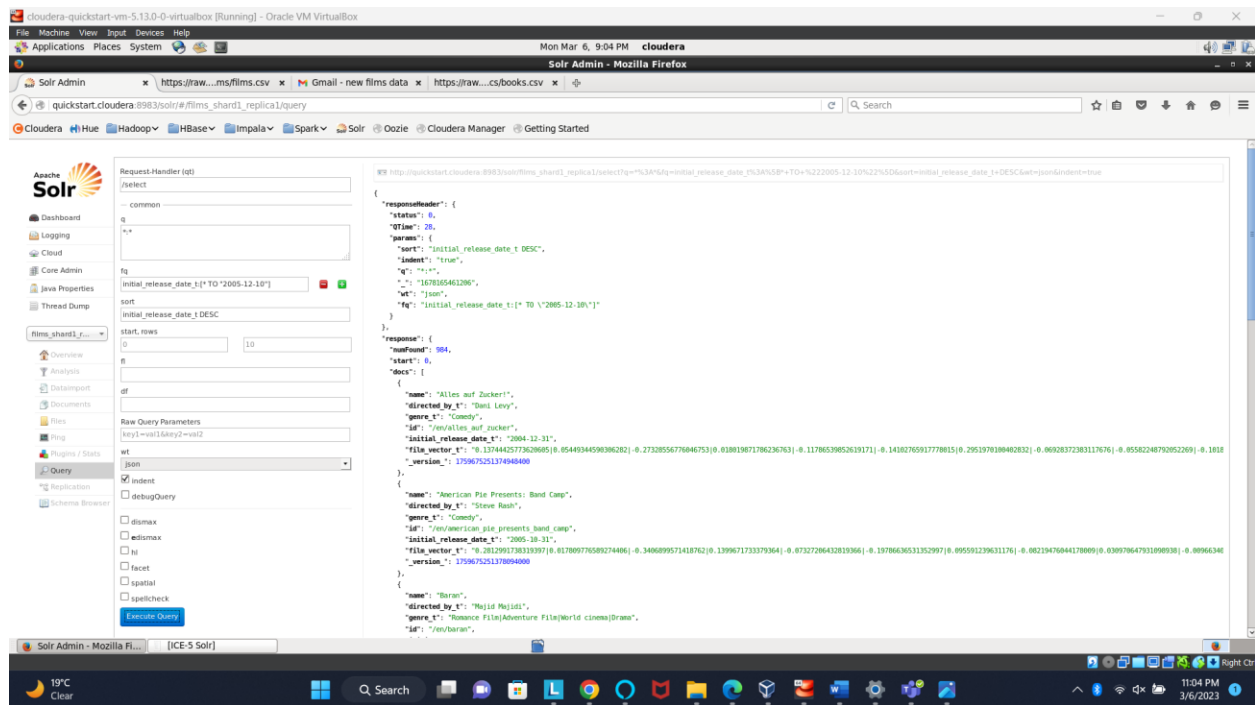 cloudera-quickstart-vm-5.13.0-0-virtualbox [Running] - Oracle VM VirtualBox
File Machine View Input Devices Help
Applications Places System
Mon Mar 6, 9:04 PM cloudera
Solr Admin - Mozilla Firefox
Solr Admin
https://raw....ms/films.csv
Gmail - new films data
https://raw....cs/books.csv
quickstart.cloudera:8983/solr/#/films_shard1_replica1/query
Search
Cloudera Hue Hadoop HBase Impala Spark Solr Oozie Cloudera Manager Getting Started
Apache
Solr
Dashboard
Logging
Cloud
Core Admin
Java Properties
Thread Dump
films_shard1_r...
Overview
Analysis
Dataimport
Documents
Files
Ping
Plugins / Stats
Query
Replication
Schema Browser
Request-Handler (qt)
/select
common
q
*:*
fq
initial_release_date_t:[* TO "2005-12-10"]
sort
initial_release_date_t DESC
start, rows
0
10
fl
df
Raw Query Parameters
key1=val1&key2=val2
wt
json
indent
debugQuery
dismax
edismax
hl
facet
spatial
spellcheck
Execute Query
http://quickstart.cloudera:8983/solr/films_shard1_replica1/select?q=*%3A*&fq=initial_release_date_t%3A%5B*+TO+%222005-12-10%22%5D&sort=initial_release_date_t+DESC&wt=json&indent=true
{
"responseHeader": {
"status": 0,
"QTime": 28,
"params": {
"sort": "initial_release_date_t DESC",
"indent": "true",
"q": "*:*",
"_": "1678165461206",
"wt": "json",
"fq": "initial_release_date_t:[* TO \"2005-12-10\"]"
}
},
"response": {
"numFound": 984,
"start": 0,
"docs": [
{
"name": "Alles auf Zucker!",
"directed_by_t": "Dani Levy",
"genre_t": "Comedy",
"id": "/en/alles_auf_zucker",
"initial_release_date_t": "2004-12-31",
"film_vector_t":
"_version_": 1759675251374948400
},
{
"name": "American Pie Presents: Band Camp",
"directed_by_t": "Steve Rash",
"genre_t": "Comedy",
"id": "/en/american_pie_presents_band_camp",
"initial_release_date_t": "2005-10-31",
"film_vector_t":
"_version_": 1759675251378094000
},
{
"name": "Baran",
"directed_by_t": "Majid Majidi",
"genre_t": "Romance Film|Adventure Film|World cinema|Drama",
"id": "/en/baran",
Solr Admin - Mozilla Fi...
[ICE-5 Solr]
Right Ctrl
19°C
Clear
Search
11:04 PM
3/6/2023